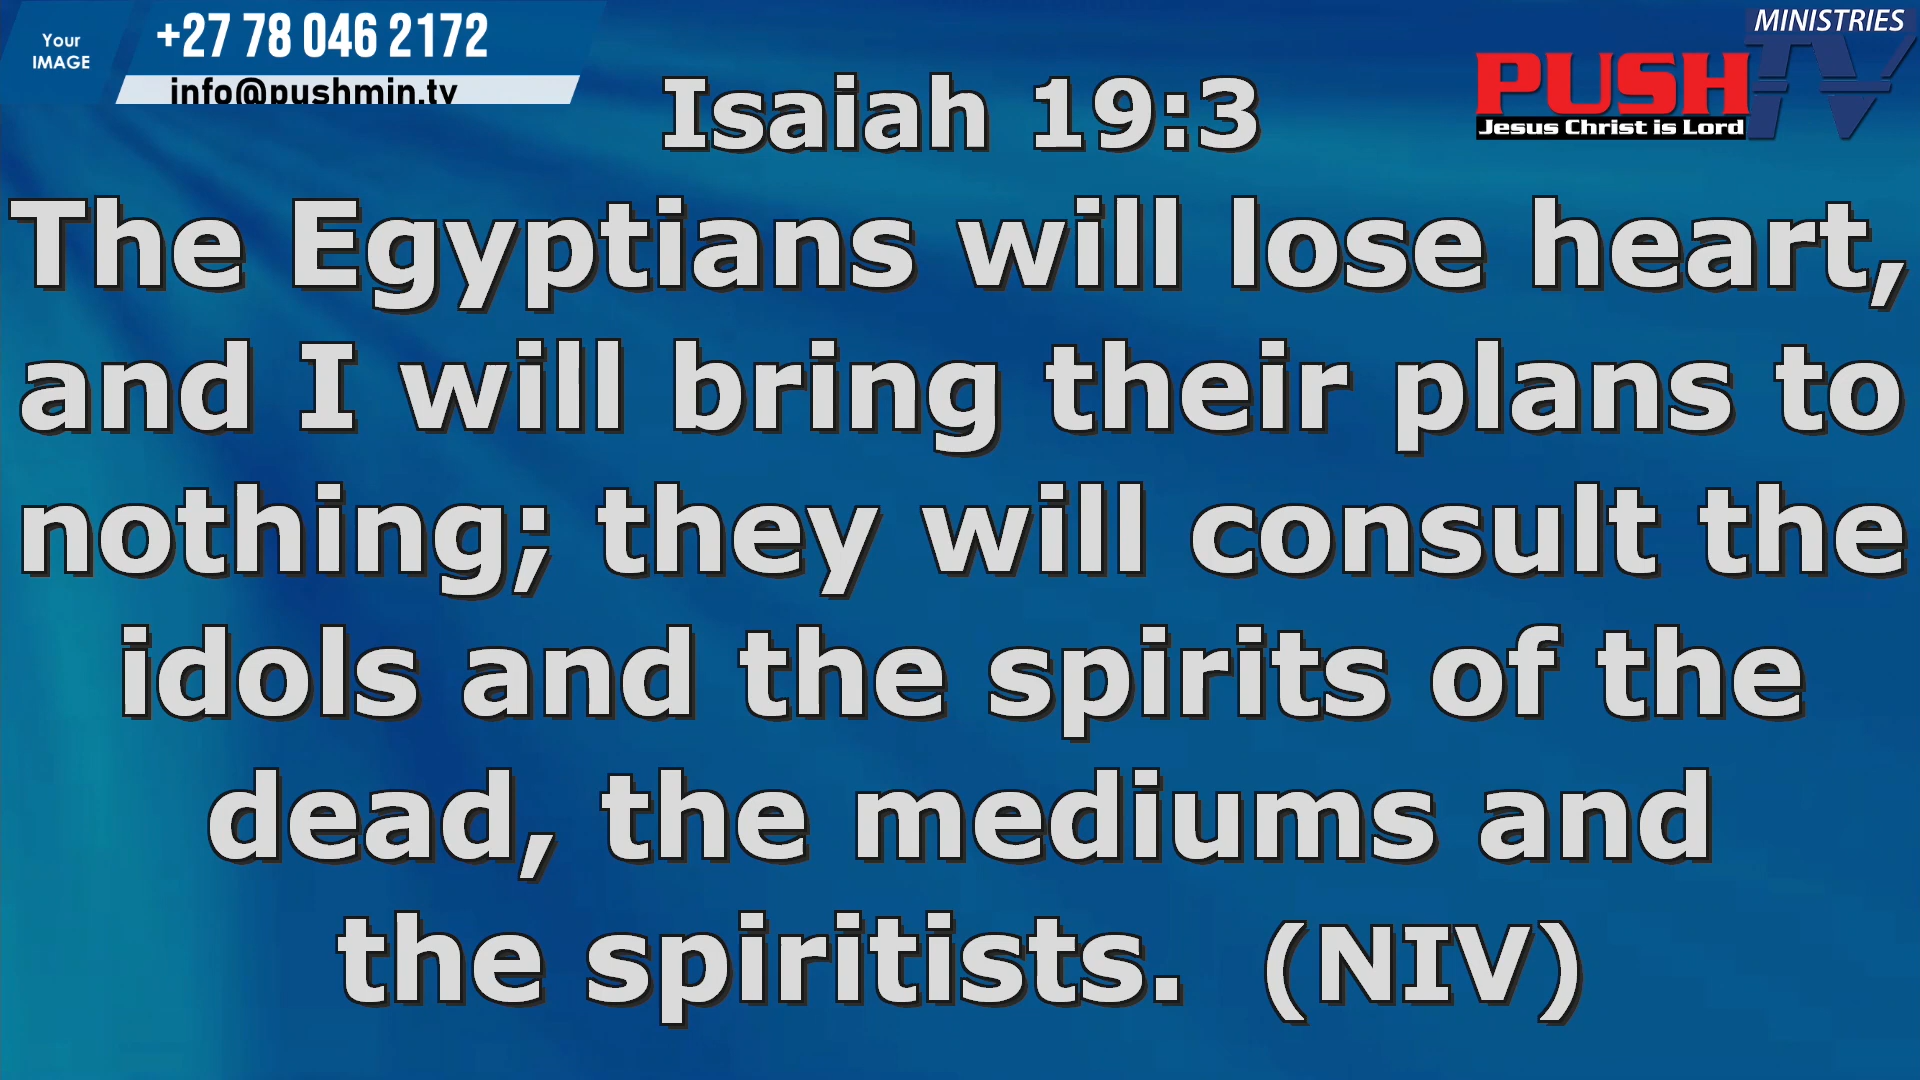 Your
IMAGE
+27 78 046 2172
info@pushmin.tv
MINISTRIES
PUSH TV
Jesus Christ is Lord
Isaiah 19:3
The Egyptians will lose heart,
and I will bring their plans to
nothing; they will consult the
idols and the spirits of the
dead, the mediums and
the spiritists. (NIV)